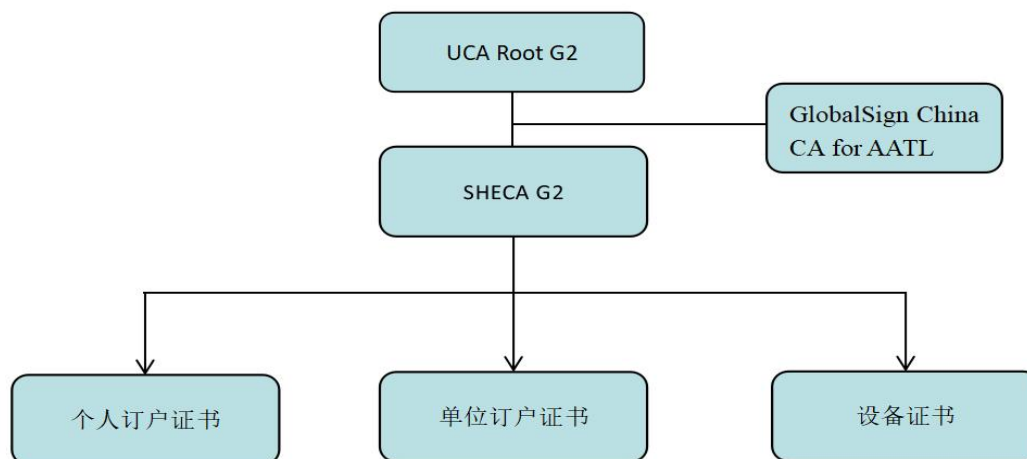 UCA Root G2
GlobalSign China
CA for AATL
SHECA G2
个人订户证书
单位订户证书
设备证书